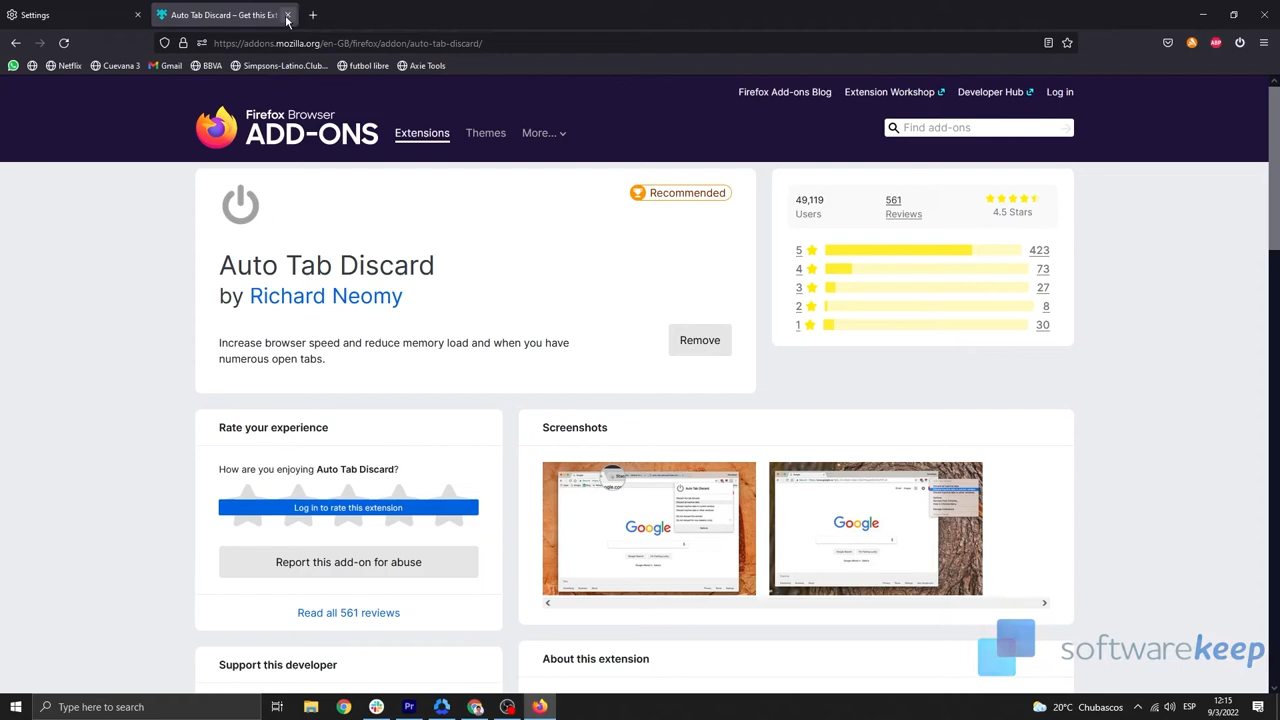 Settings
Auto Tab Discard – Get this Ext
https://addons.mozilla.org/en-GB/firefox/addon/auto-tab-discard/
Netflix
Cuevana 3
Gmail
BBVA
Simpsons-Latino.Club...
futbol libre
Axie Tools
Firefox Add-ons Blog
Extension Workshop
Developer Hub
Log in
Firefox Browser
ADD-ONS
Extensions
Themes
More...
Find add-ons
Recommended
Auto Tab Discard
by Richard Neomy
Increase browser speed and reduce memory load and when you have
numerous open tabs.
Remove
49,119
Users
561
Reviews
4.5 Stars
5 423
4 73
3 27
2 8
1 30
Rate your experience
How are you enjoying Auto Tab Discard?
Log in to rate this extension
Report this add-on for abuse
Read all 561 reviews
Support this developer
Screenshots
Google
Google
About this extension
softwarekeep
Type here to search
20°C Chubascos
ESP
12:15
9/3/2022